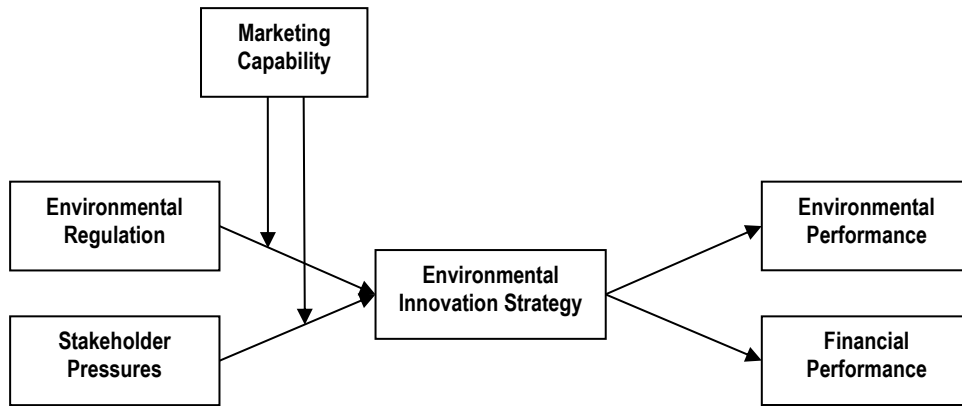 Marketing
Capability
Environmental
Regulation
Environmental
Performance
Environmental
Innovation Strategy
Stakeholder
Pressures
Financial
Performance